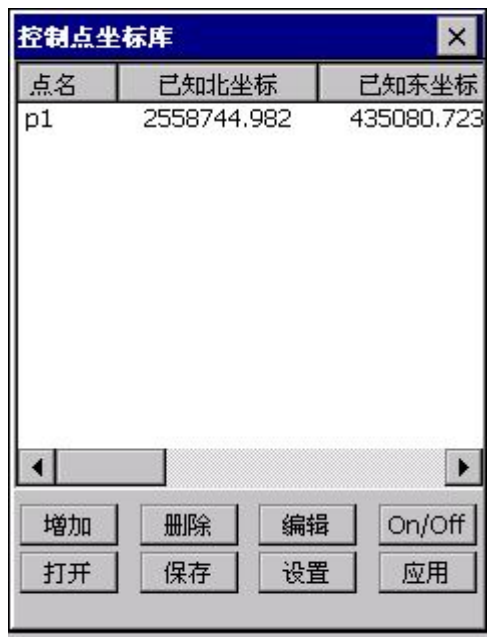 控制点坐标库
点名 已知北坐标 已知东坐标
p1 2558744.982 435080.723
增加 删除 编辑 On/Off
打开 保存 设置 应用